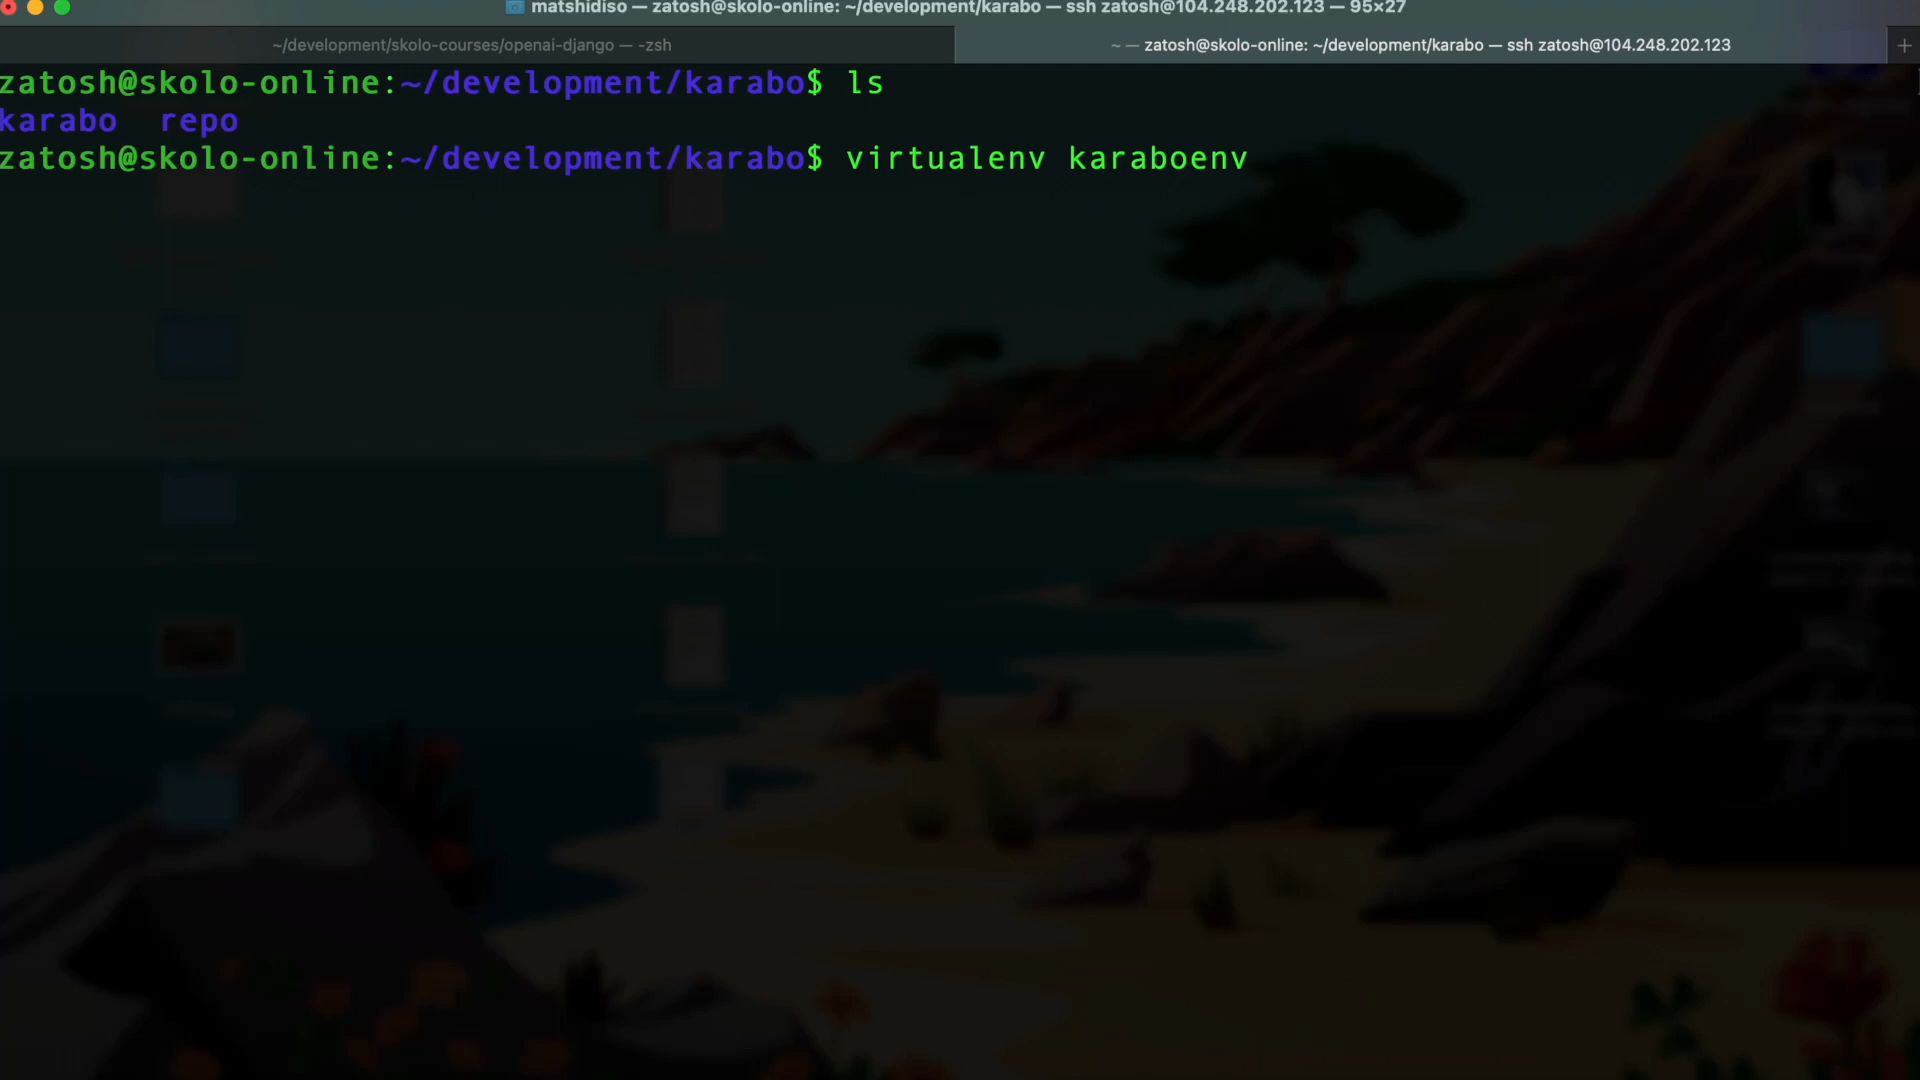 matshidiso — zatosh@skolo-online: ~/development/karabo — ssh zatosh@104.248.202.123 — 95×27
~/development/skolo-courses/openai-django — -zsh
~ — zatosh@skolo-online: ~/development/karabo — ssh zatosh@104.248.202.123
zatosh@skolo-online:~/development/karabo$ ls
karabo  repo
zatosh@skolo-online:~/development/karabo$ virtualenv karaboenv